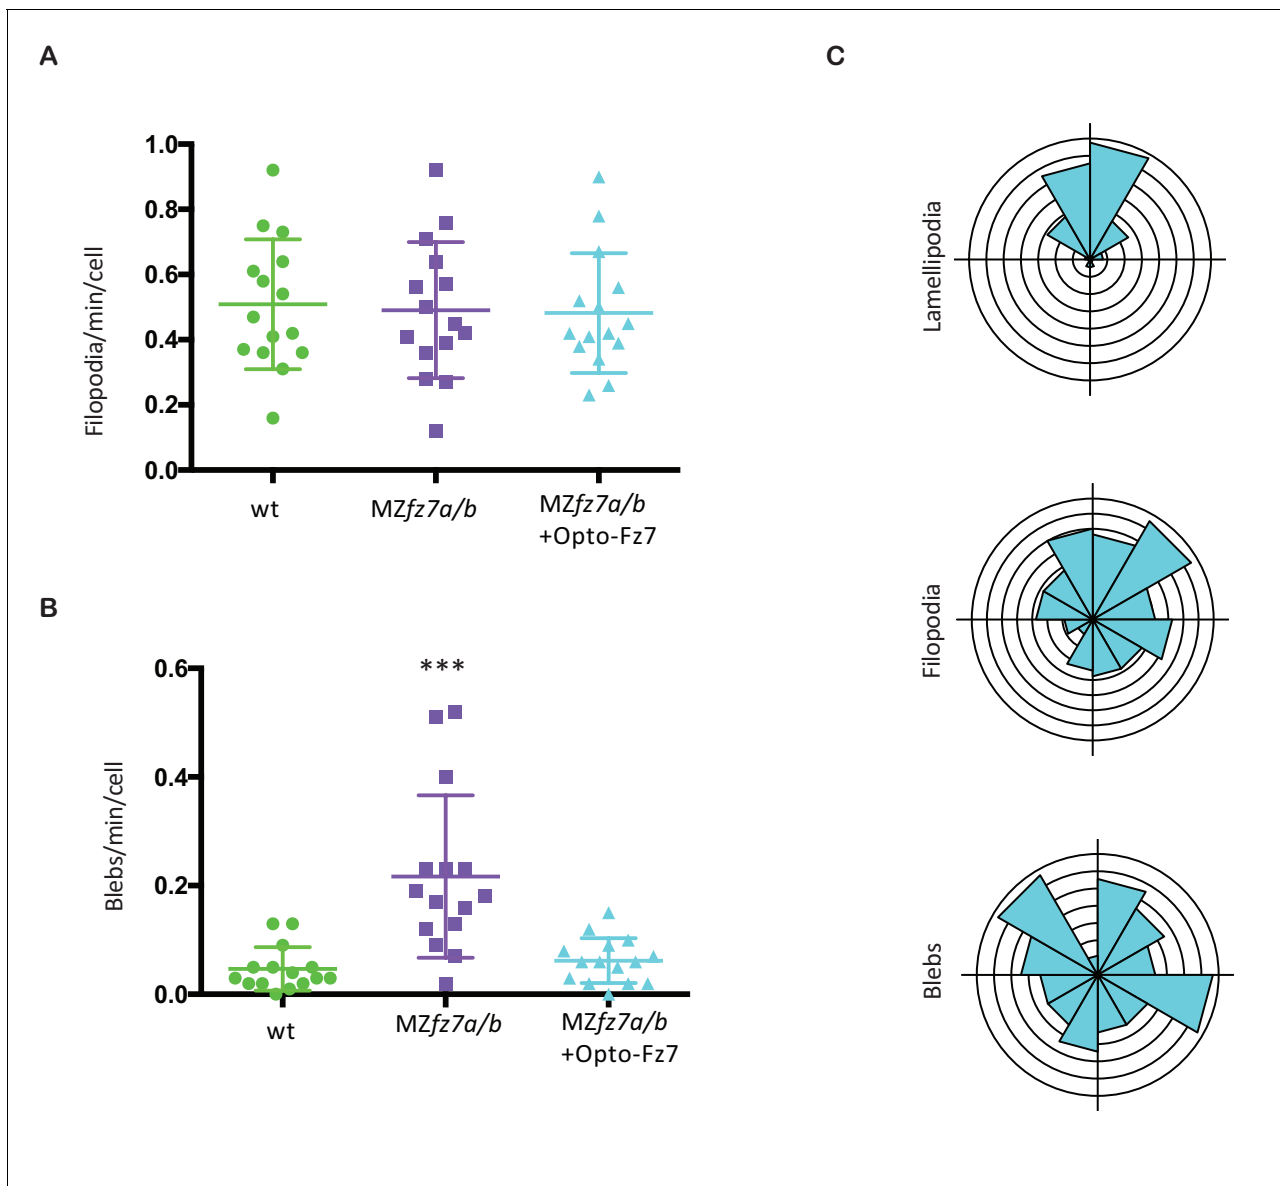 A
1.0
0.8
0.6
0.4
0.2
0.0
Filopodia/min/cell
wt
MZfz7a/b
MZfz7a/b
+Opto-Fz7
B
0.6
0.4
0.2
0.0
Blebs/min/cell
***
wt
MZfz7a/b
MZfz7a/b
+Opto-Fz7
C
Lamellipodia
Filopodia
Blebs